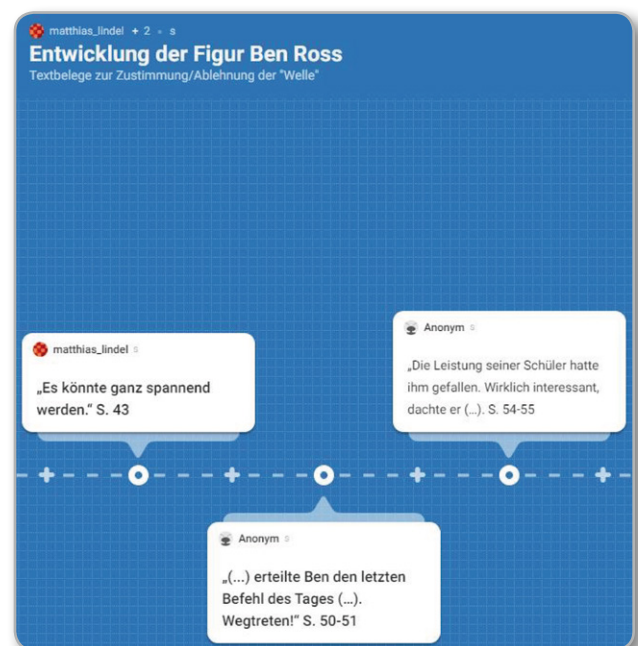 matthias_lindel + 2 • s
Entwicklung der Figur Ben Ross
Textbelege zur Zustimmung/Ablehnung der "Welle"
matthias_lindel s
„Es könnte ganz spannend
werden.“ S. 43
Anonym s
„(...) erteilte Ben den letzten
Befehl des Tages (...).
Wegtreten!“ S. 50-51
Anonym s
„Die Leistung seiner Schüler hatte
ihm gefallen. Wirklich interessant,
dachte er (...). S. 54-55